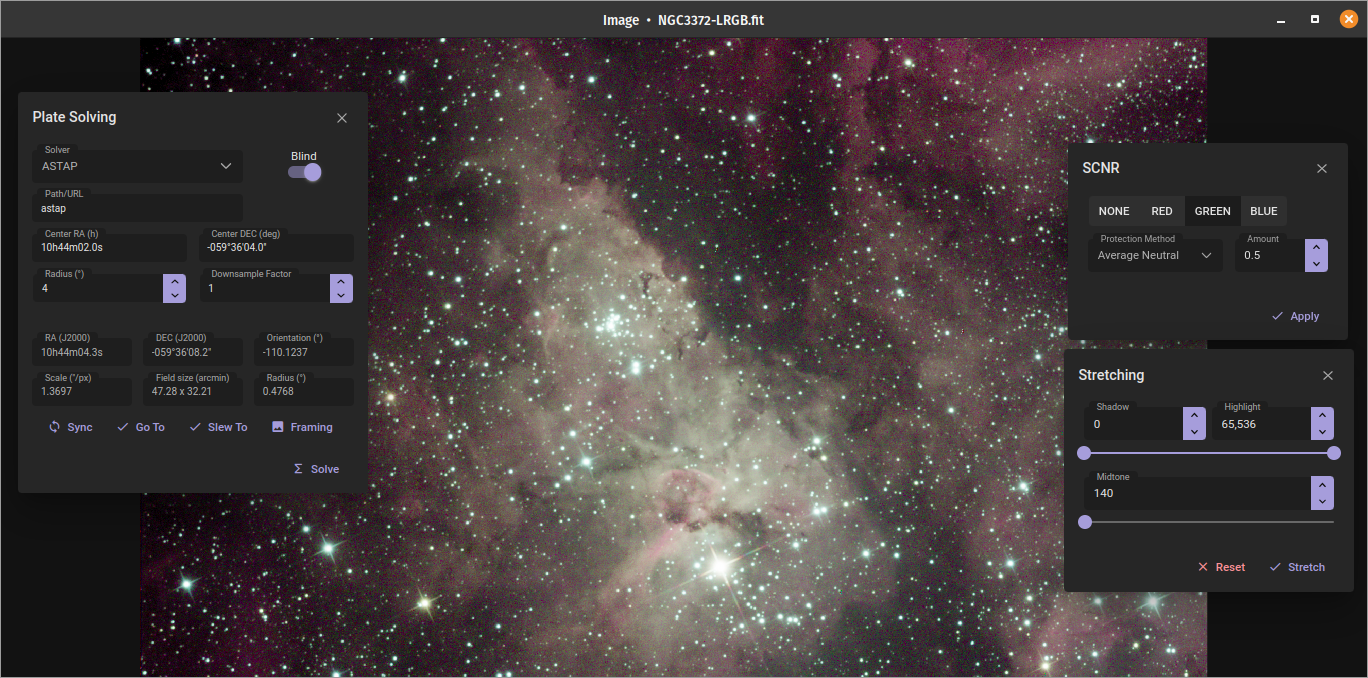 Image • NGC3372-LRGB.fit
Plate Solving
Solver
ASTAP
Blind
Path/URL
astap
Center RA (h)
10h44m02.0s
Center DEC (deg)
-059°36'04.0"
Radius (°)
4
Downsample Factor
1
RA (J2000)
10h44m04.3s
DEC (J2000)
-059°36'08.2"
Orientation (°)
-110.1237
Scale ("/px)
1.3697
Field size (arcmin)
47.28 x 32.21
Radius (°)
0.4768
Sync
Go To
Slew To
Framing
Σ Solve
SCNR
NONE RED GREEN BLUE
Protection Method
Average Neutral
Amount
0.5
Apply
Stretching
Shadow
0
Highlight
65,536
Midtone
140
Reset
Stretch